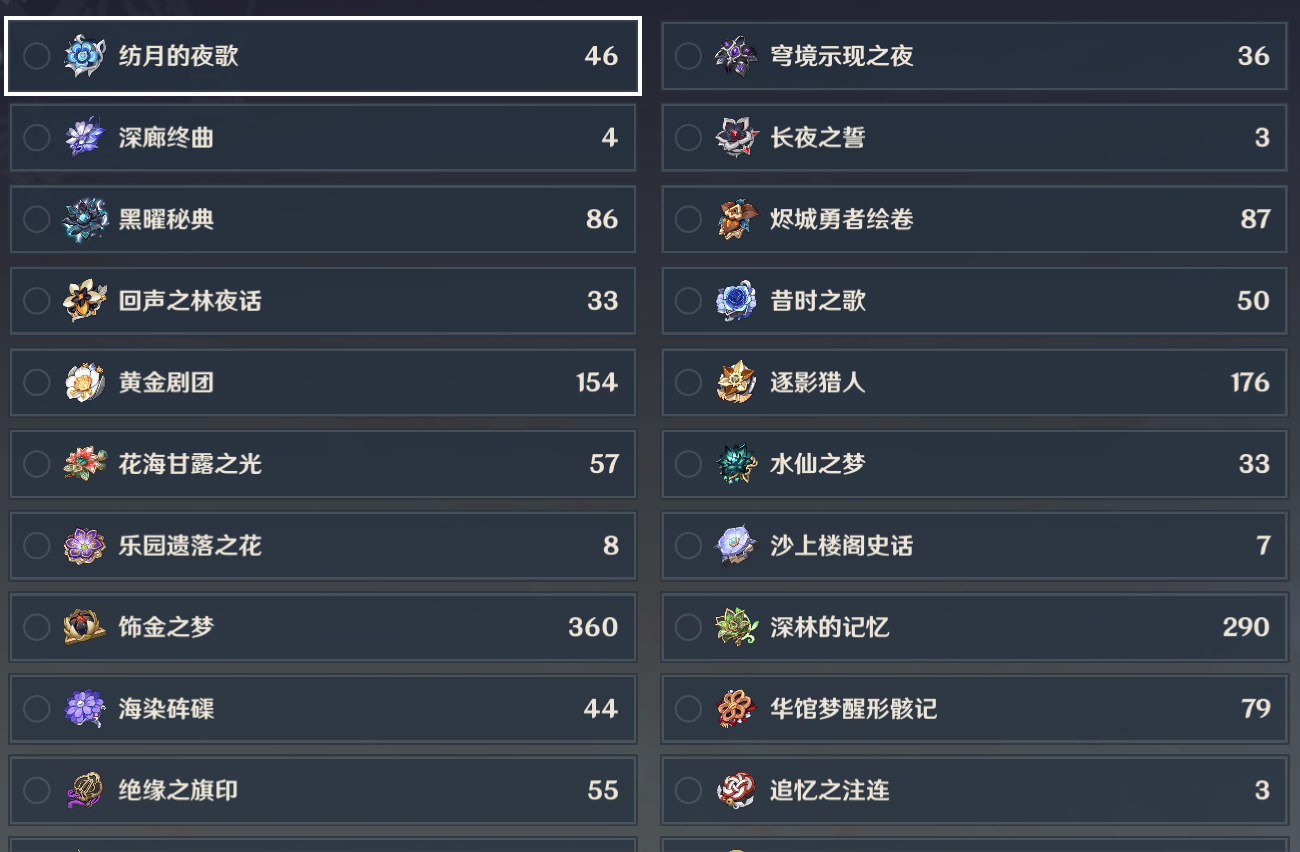 纺月的夜歌 46
穹境示现之夜 36
深廊终曲 4
长夜之誓 3
黑曜秘典 86
烬城勇者绘卷 87
回声之林夜话 33
昔时之歌 50
黄金剧团 154
逐影猎人 176
花海甘露之光 57
水仙之梦 33
乐园遗落之花 8
沙上楼阁史话 7
饰金之梦 360
深林的记忆 290
海染砗磲 44
华馆梦醒形骸记 79
绝缘之旗印 55
追忆之注连 3